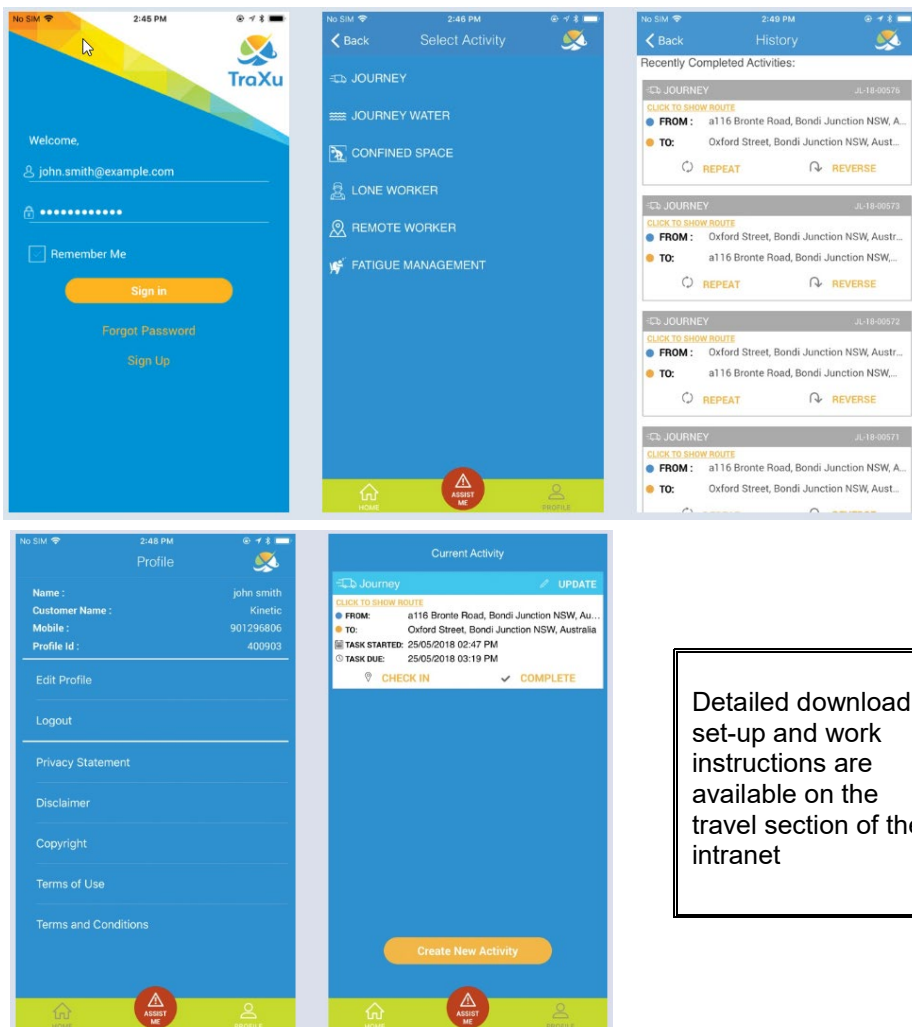 No SIM 2:45 PM
TraXu
Welcome,
john.smith@example.com
Remember Me
Sign in
Forgot Password
Sign Up
No SIM 2:46 PM
Back Select Activity
JOURNEY
JOURNEY WATER
CONFINED SPACE
LONE WORKER
REMOTE WORKER
FATIGUE MANAGEMENT
HOME ASSIST ME PROFILE
No SIM 2:49 PM
Back History
Recently Completed Activities:
JOURNEY JL-18-00576
CLICK TO SHOW ROUTE
FROM : a116 Bronte Road, Bondi Junction NSW, A...
TO: Oxford Street, Bondi Junction NSW, Aust...
REPEAT REVERSE
JOURNEY JL-18-00573
CLICK TO SHOW ROUTE
FROM : Oxford Street, Bondi Junction NSW, Austr...
TO: a116 Bronte Road, Bondi Junction NSW,...
REPEAT REVERSE
JOURNEY JL-18-00572
CLICK TO SHOW ROUTE
FROM : Oxford Street, Bondi Junction NSW, Austr...
TO: a116 Bronte Road, Bondi Junction NSW,...
REPEAT REVERSE
JOURNEY JL-18-00571
CLICK TO SHOW ROUTE
FROM : a116 Bronte Road, Bondi Junction NSW, A...
TO: Oxford Street, Bondi Junction NSW, Aust...
No SIM 2:48 PM
Profile
Name : john smith
Customer Name : Kinetic
Mobile : 901296806
Profile Id : 400903
Edit Profile
Logout
Privacy Statement
Disclaimer
Copyright
Terms of Use
Terms and Conditions
HOME ASSIST ME PROFILE
Current Activity
Journey UPDATE
CLICK TO SHOW ROUTE
FROM: a116 Bronte Road, Bondi Junction NSW, Au...
TO: Oxford Street, Bondi Junction NSW, Australia
TASK STARTED: 25/05/2018 02:47 PM
TASK DUE: 25/05/2018 03:19 PM
CHECK IN COMPLETE
Create New Activity
HOME ASSIST ME PROFILE
Detailed download
set-up and work
instructions are
available on the
travel section of the
intranet